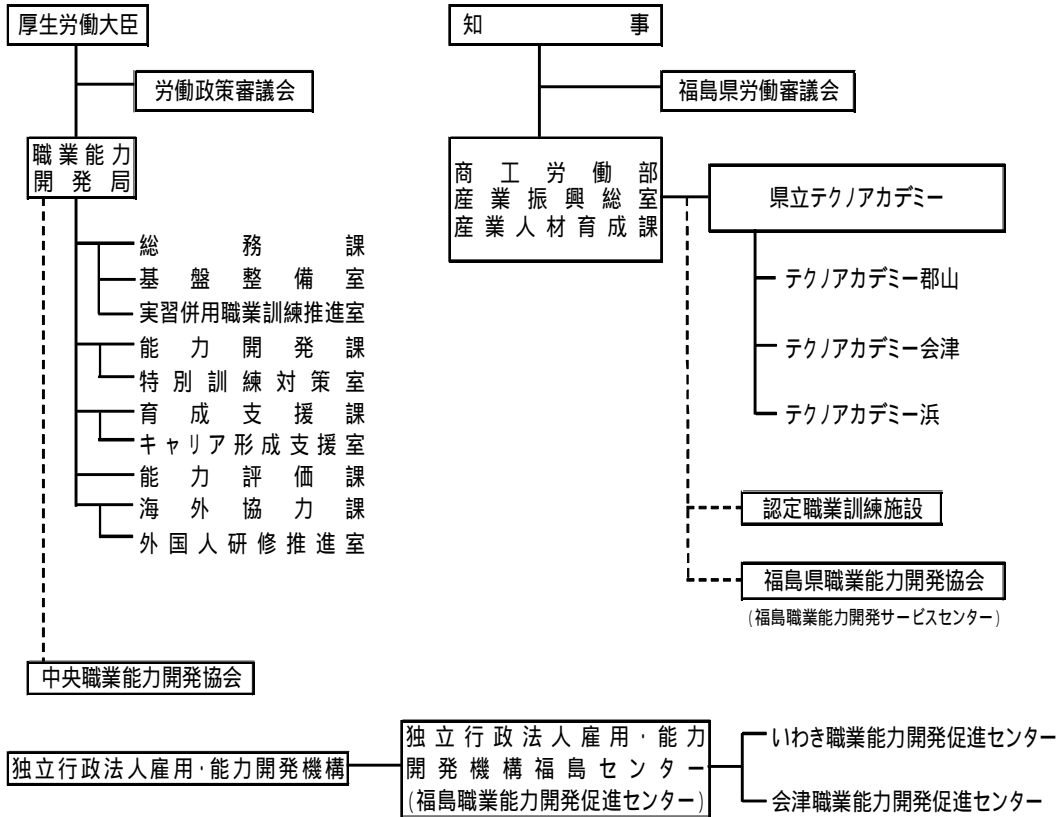 厚生労働大臣
労働政策審議会
職業能力
開発局
総務課
基盤整備室
実習併用職業訓練推進室
能力開発課
特別訓練対策室
育成支援課
キャリア形成支援室
能力評価課
海外協力課
外国人研修推進室
中央職業能力開発協会
知事
福島県労働審議会
商工労働部
産業振興総室
産業人材育成課
県立テクノアカデミー
テクノアカデミー郡山
テクノアカデミー会津
テクノアカデミー浜
認定職業訓練施設
福島県職業能力開発協会
(福島職業能力開発サービスセンター)
独立行政法人雇用・能力開発機構
独立行政法人雇用・能力
開発機構福島センター
(福島職業能力開発促進センター)
いわき職業能力開発促進センター
会津職業能力開発促進センター